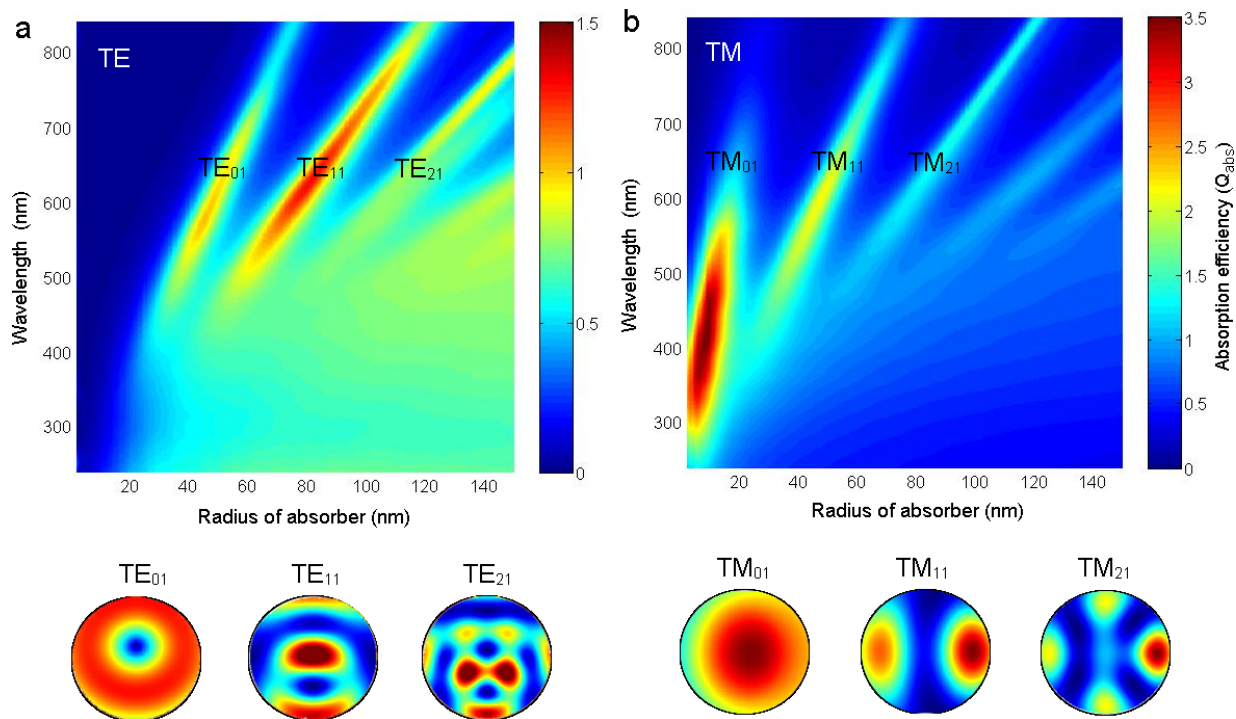 a
TE
Wavelength (nm)
800
700
600
500
400
300
20 40 60 80 100 120 140
Radius of absorber (nm)
TE01
TE11
TE21
1.5
1
0.5
0
b
TM
Wavelength (nm)
800
700
600
500
400
300
20 40 60 80 100 120 140
Radius of absorber (nm)
TM01
TM11
TM21
3.5
3
2.5
2
1.5
1
0.5
0
Absorption efficiency (Qabs)
TE01 TE11 TE21
TM01 TM11 TM21